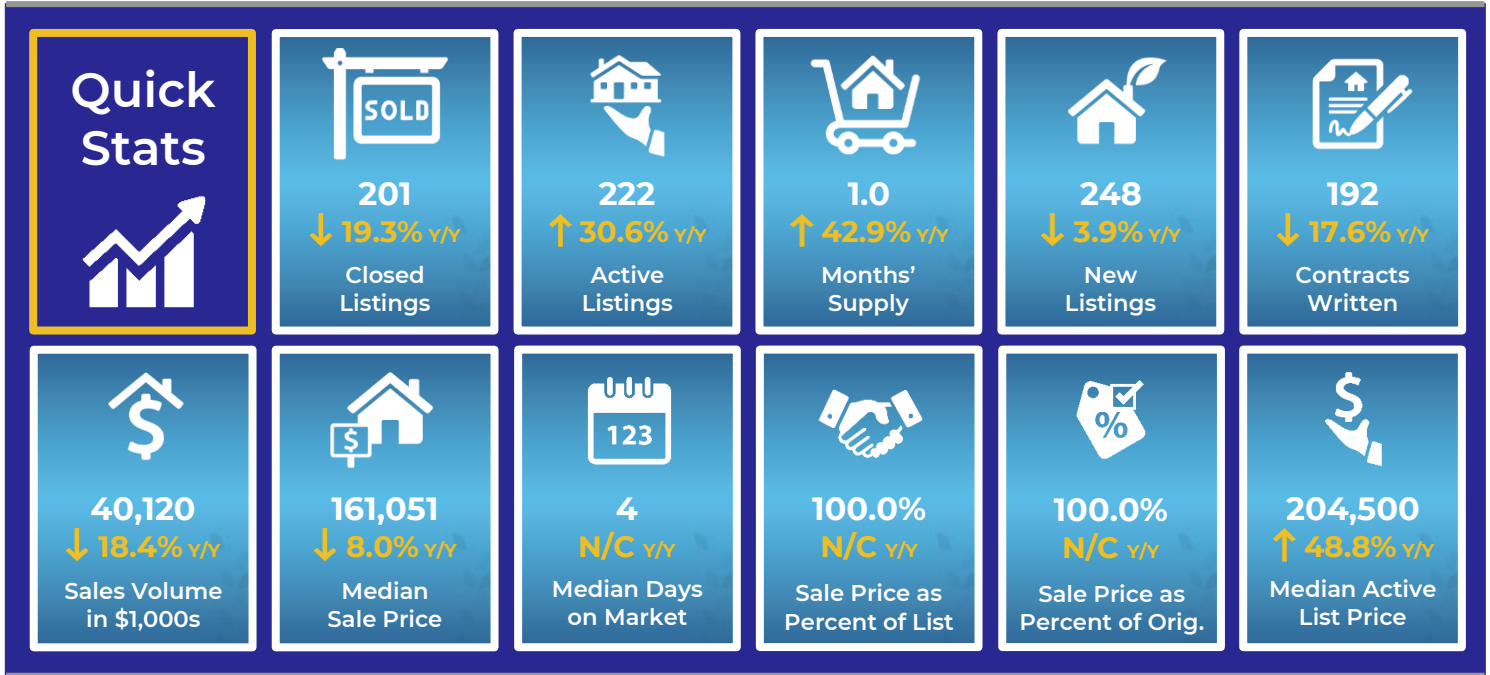 Quick
Stats
SOLD
201
↓ 19.3% Y/Y
Closed
Listings
222
↑ 30.6% Y/Y
Active
Listings
1.0
↑ 42.9% Y/Y
Months’
Supply
248
↓ 3.9% Y/Y
New
Listings
192
↓ 17.6% Y/Y
Contracts
Written
$
40,120
↓ 18.4% Y/Y
Sales Volume
in $1,000s
$
161,051
↓ 8.0% Y/Y
Median
Sale Price
123
4
N/C Y/Y
Median Days
on Market
100.0%
N/C Y/Y
Sale Price as
Percent of List
%
100.0%
N/C Y/Y
Sale Price as
Percent of Orig.
$
204,500
↑ 48.8% Y/Y
Median Active
List Price